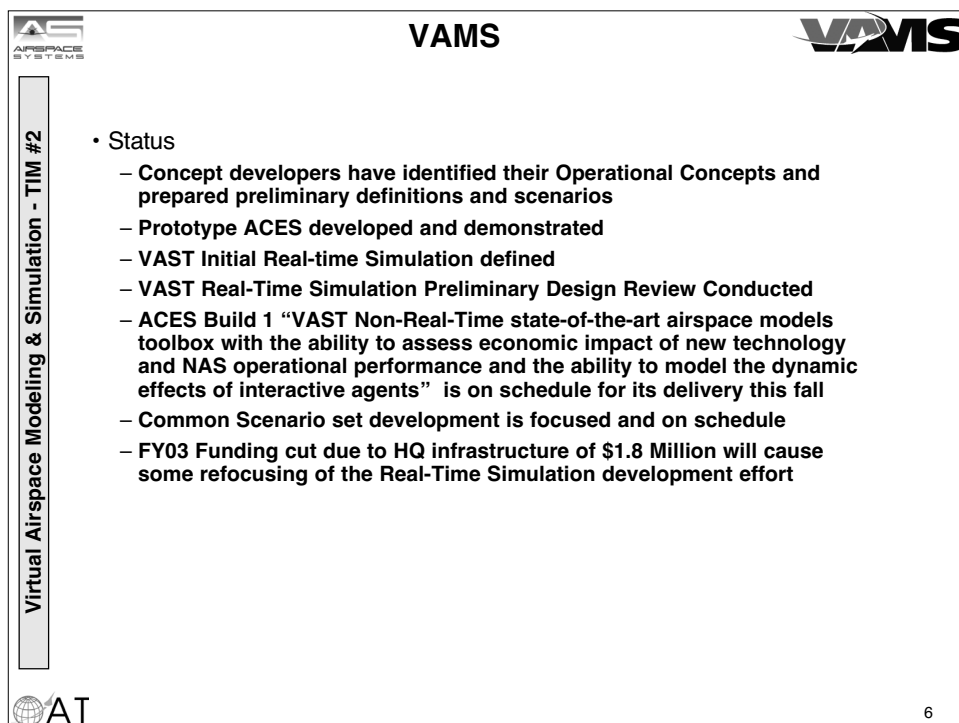 AIRSPACE
SYSTEMS
VAMS
VAMS
Virtual Airspace Modeling & Simulation - TIM #2
• Status
– Concept developers have identified their Operational Concepts and
prepared preliminary definitions and scenarios
– Prototype ACES developed and demonstrated
– VAST Initial Real-time Simulation defined
– VAST Real-Time Simulation Preliminary Design Review Conducted
– ACES Build 1 “VAST Non-Real-Time state-of-the-art airspace models
toolbox with the ability to assess economic impact of new technology
and NAS operational performance and the ability to model the dynamic
effects of interactive agents” is on schedule for its delivery this fall
– Common Scenario set development is focused and on schedule
– FY03 Funding cut due to HQ infrastructure of $1.8 Million will cause
some refocusing of the Real-Time Simulation development effort
AT
6